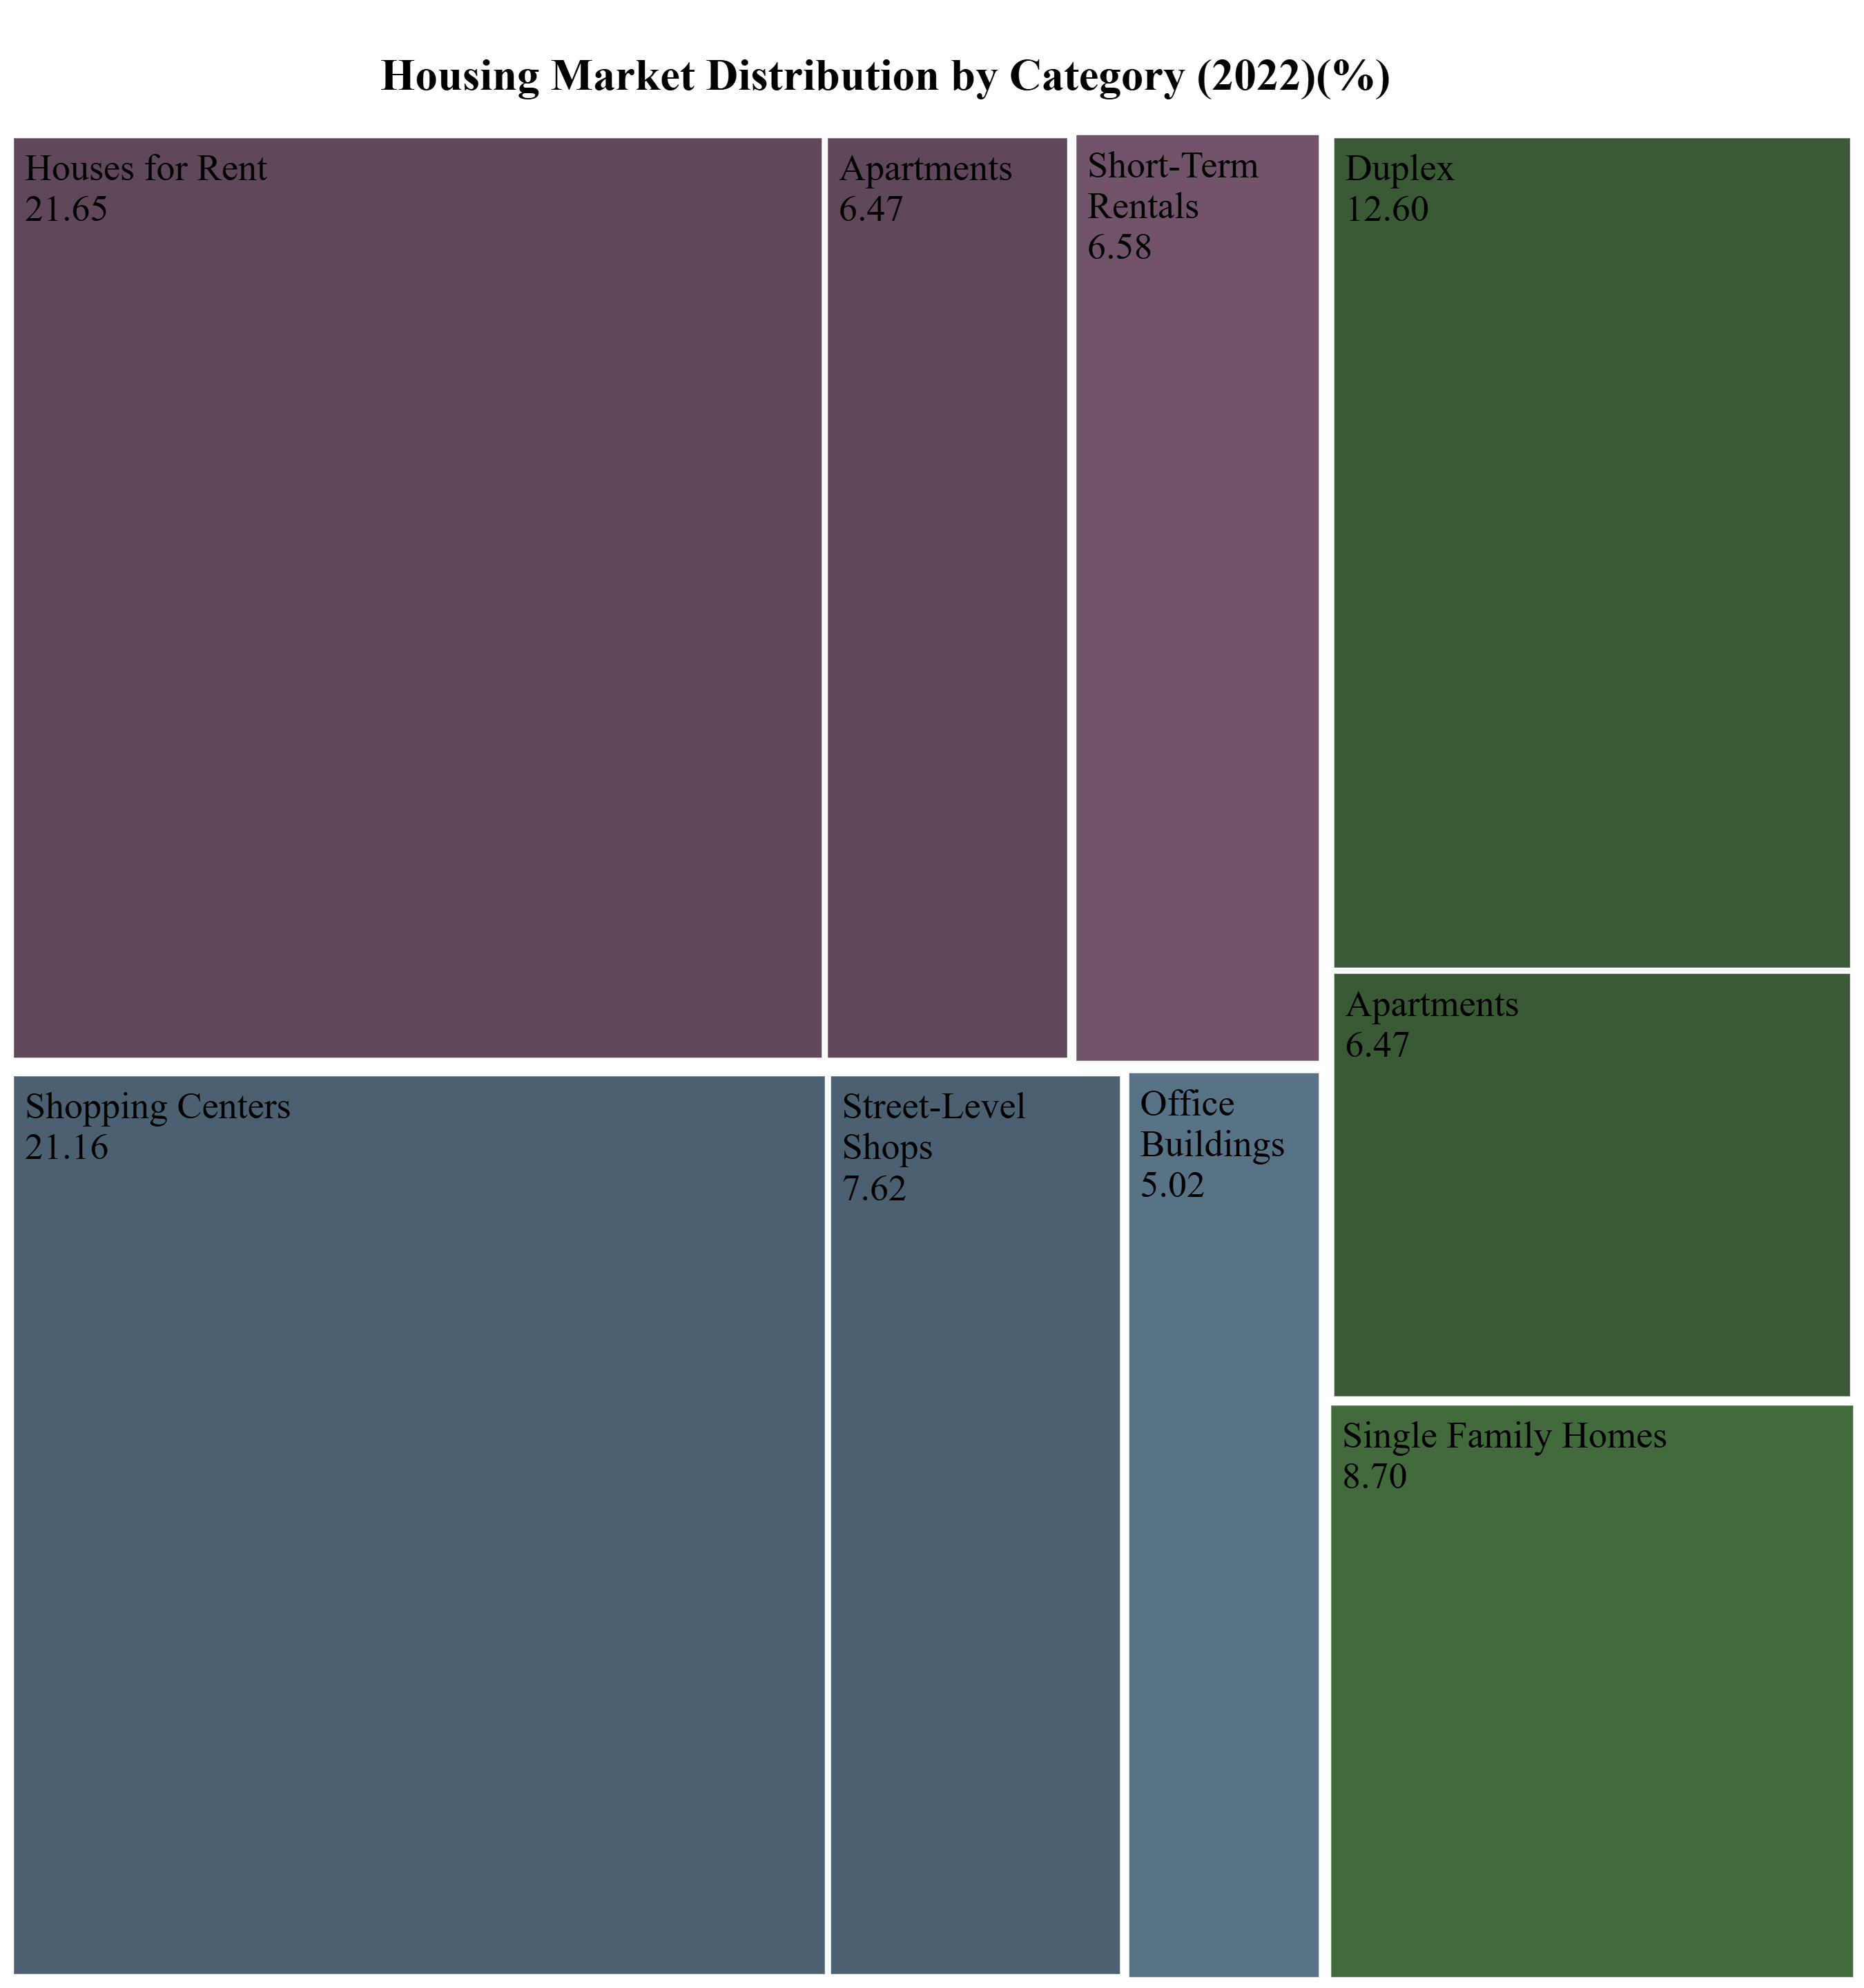 Housing Market Distribution by Category (2022)(%)
Houses for Rent
21.65
Apartments
6.47
Short-Term
Rentals
6.58
Duplex
12.60
Apartments
6.47
Shopping Centers
21.16
Street-Level
Shops
7.62
Office
Buildings
5.02
Single Family Homes
8.70